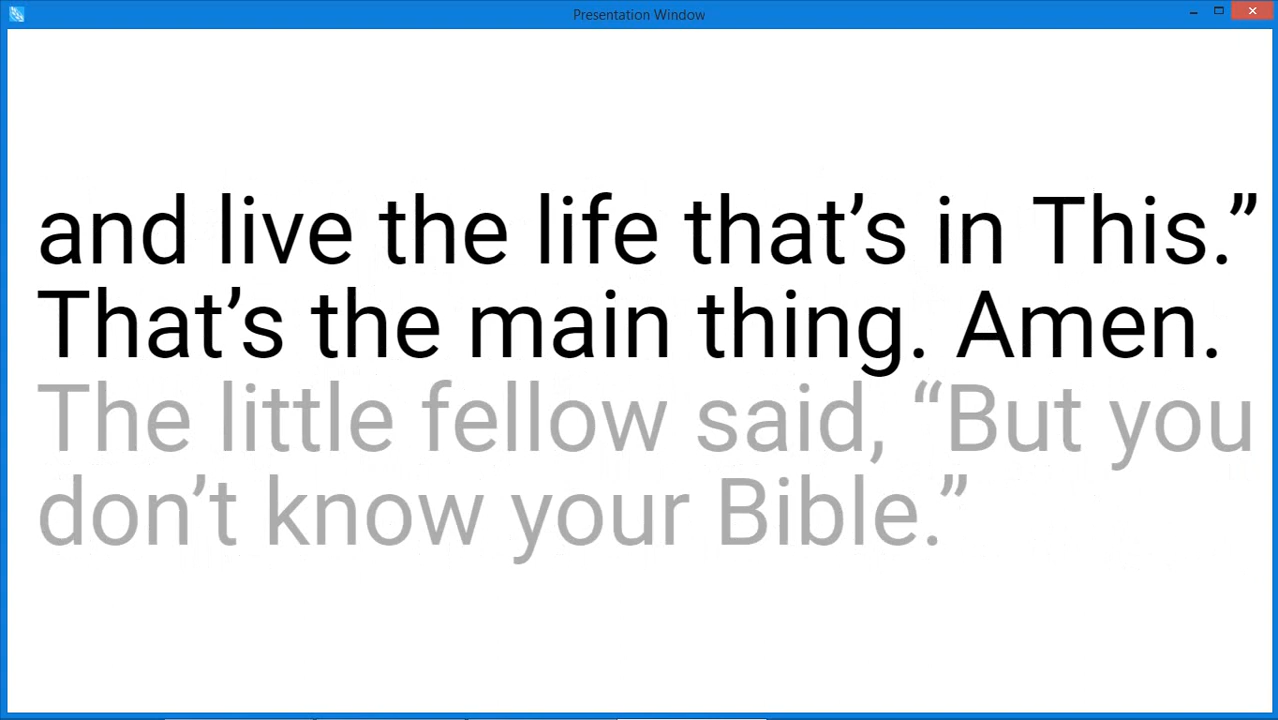 Presentation Window
and live the life that’s in This.”
That’s the main thing. Amen.
The little fellow said, “But you
don’t know your Bible.”